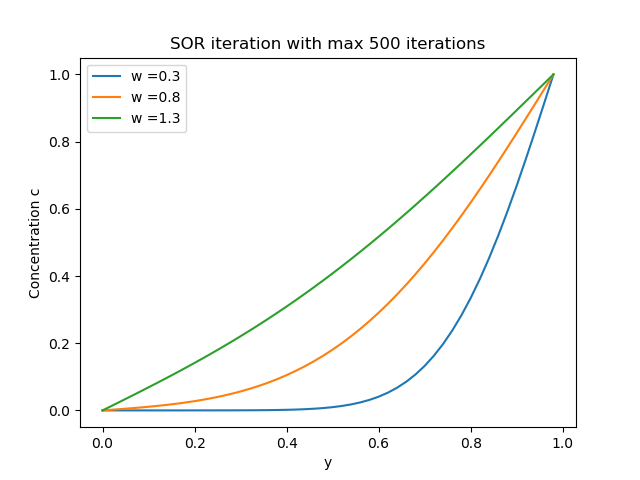 SOR iteration with max 500 iterations
w =0.3
w =0.8
w =1.3
Concentration c
1.0
0.8
0.6
0.4
0.2
0.0
0.0 0.2 0.4 0.6 0.8 1.0
y